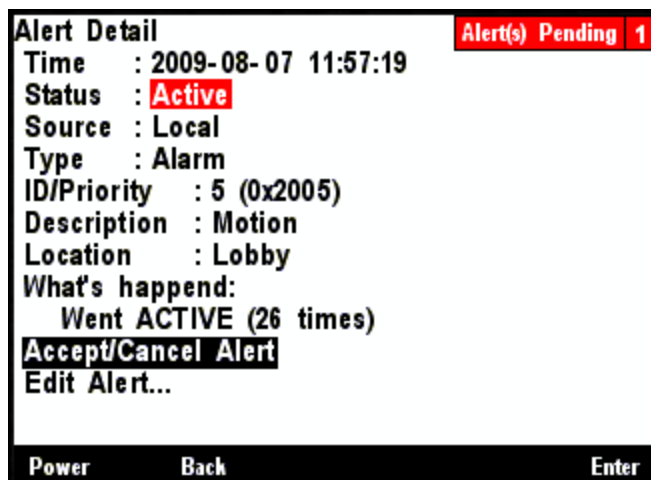 Alert Detail
Alert(s) Pending 1
Time : 2009-08-07 11:57:19
Status : Active
Source : Local
Type : Alarm
ID/Priority : 5 (0x2005)
Description : Motion
Location : Lobby
What's happend:
Went ACTIVE (26 times)
Accept/Cancel Alert
Edit Alert...
Power Back Enter